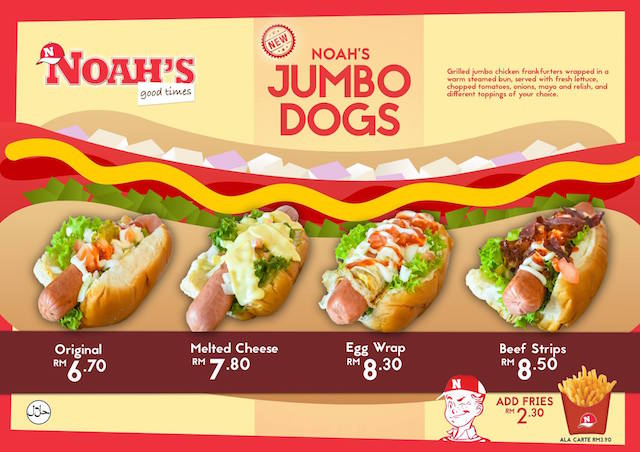 NEW
N
NOAH'S
good times
NOAH'S
JUMBO
DOGS
Grilled jumbo chicken frankfurters wrapped in a
warm steamed bun, served with fresh lettuce,
chopped tomatoes, onions, mayo and relish, and
different toppings of your choice.
Original
RM 6.70
Melted Cheese
RM 7.80
Egg Wrap
RM 8.30
Beef Strips
RM 8.50
حلال
N
ADD FRIES
RM 2.30
N
ALA CARTE RM3.90